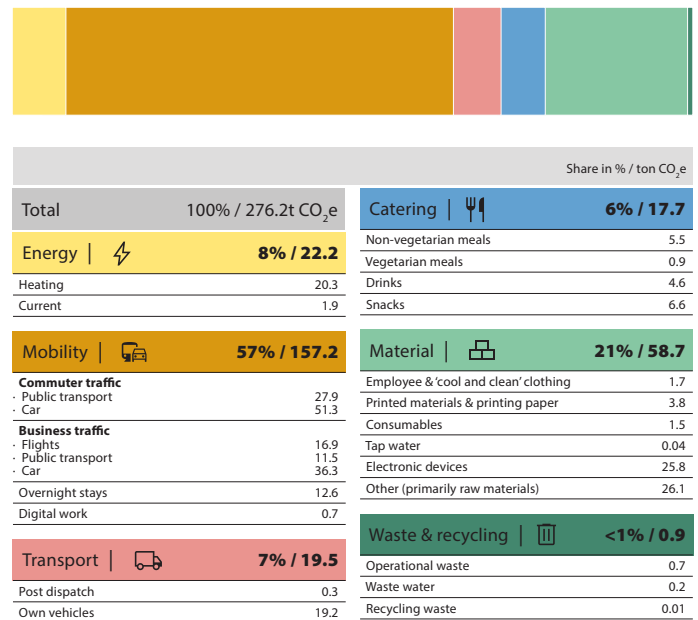 Share in % / ton CO₂e
Total 100% / 276.2t CO₂e
Energy | 8% / 22.2
Heating 20.3
Current 1.9
Mobility | 57% / 157.2
Commuter traffic
· Public transport 27.9
· Car 51.3
Business traffic
· Flights 16.9
· Public transport 11.5
· Car 36.3
Overnight stays 12.6
Digital work 0.7
Transport | 7% / 19.5
Post dispatch 0.3
Own vehicles 19.2
Catering | 6% / 17.7
Non-vegetarian meals 5.5
Vegetarian meals 0.9
Drinks 4.6
Snacks 6.6
Material | 21% / 58.7
Employee & ‘cool and clean’ clothing 1.7
Printed materials & printing paper 3.8
Consumables 1.5
Tap water 0.04
Electronic devices 25.8
Other (primarily raw materials) 26.1
Waste & recycling | <1% / 0.9
Operational waste 0.7
Waste water 0.2
Recycling waste 0.01